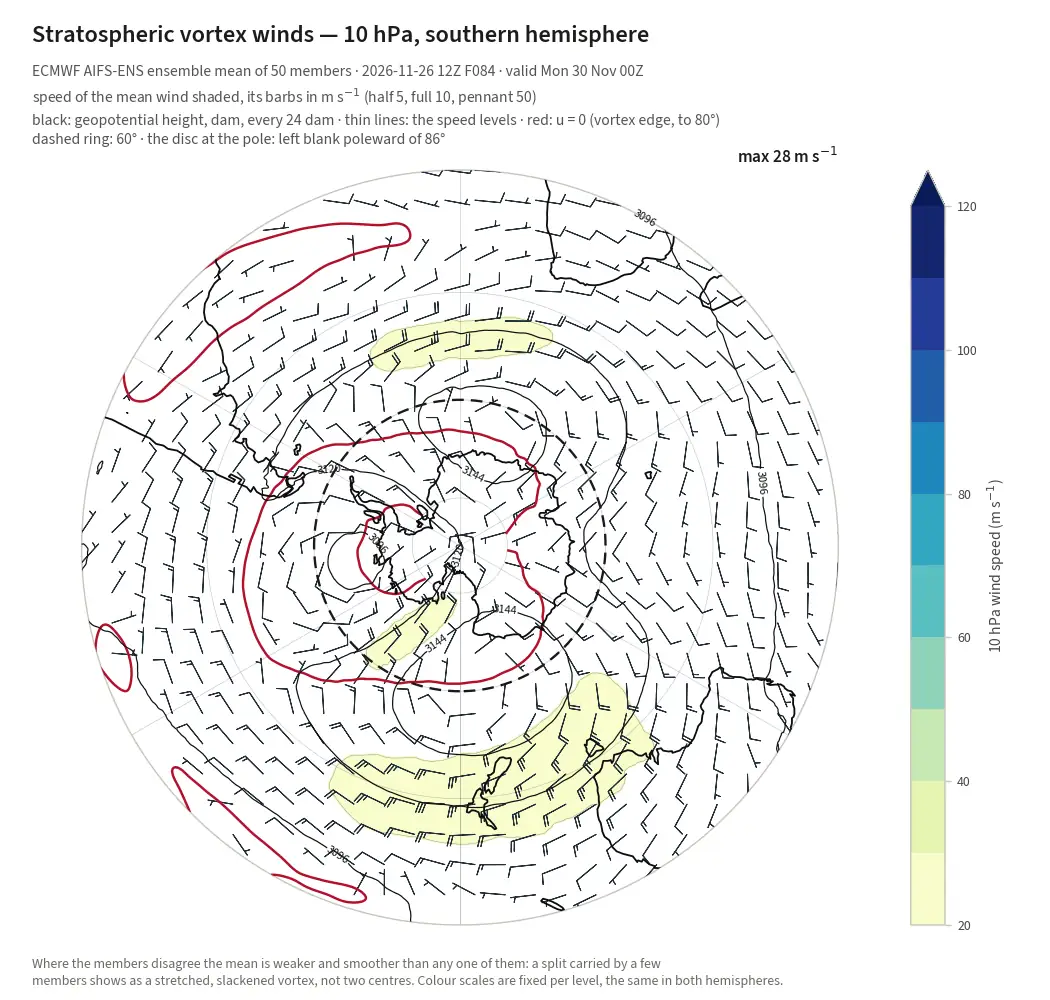 Stratospheric vortex winds — 10 hPa, southern hemisphere
ECMWF AIFS-ENS ensemble mean of 50 members · 2026-11-26 12Z F084 · valid Mon 30 Nov 00Z
speed of the mean wind shaded, its barbs in m s⁻¹ (half 5, full 10, pennant 50)
black: geopotential height, dam, every 24 dam · thin lines: the speed levels · red: u = 0 (vortex edge, to 80°)
dashed ring: 60° · the disc at the pole: left blank poleward of 86°
max 28 m s⁻¹
3096
120
100
80
60
40
20
10 hPa wind speed (m s⁻¹)
3120
3144
3096
3096
3120
3144
3144
3096
Where the members disagree the mean is weaker and smoother than any one of them: a split carried by a few
members shows as a stretched, slackened vortex, not two centres. Colour scales are fixed per level, the same in both hemispheres.